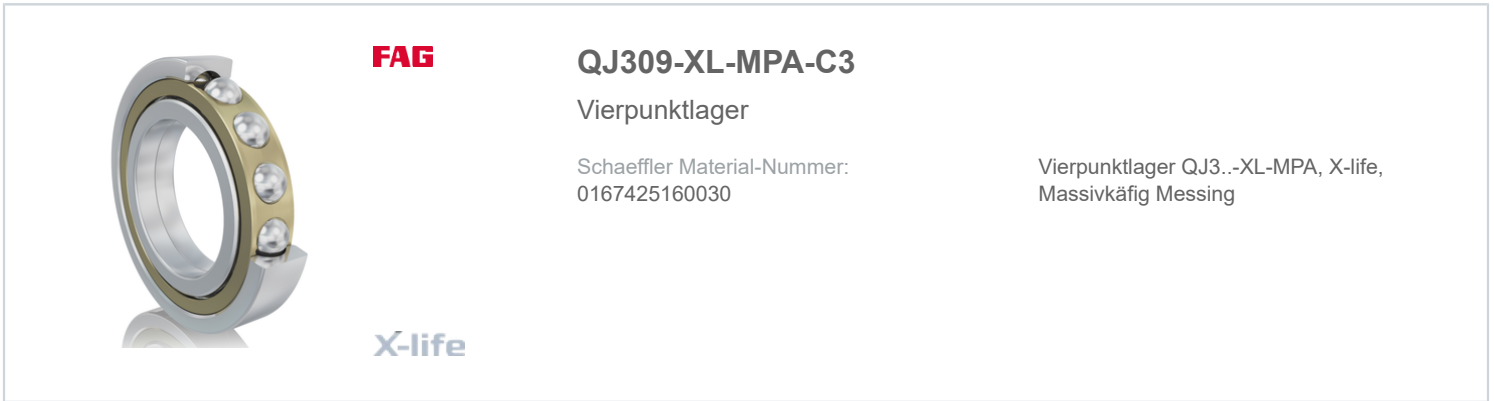 FAG
QJ309-XL-MPA-C3
Vierpunktlager
Schaeffler Material-Nummer:
0167425160030
Vierpunktlager QJ3..-XL-MPA, X-life,
Massivkäfig Messing
X-life